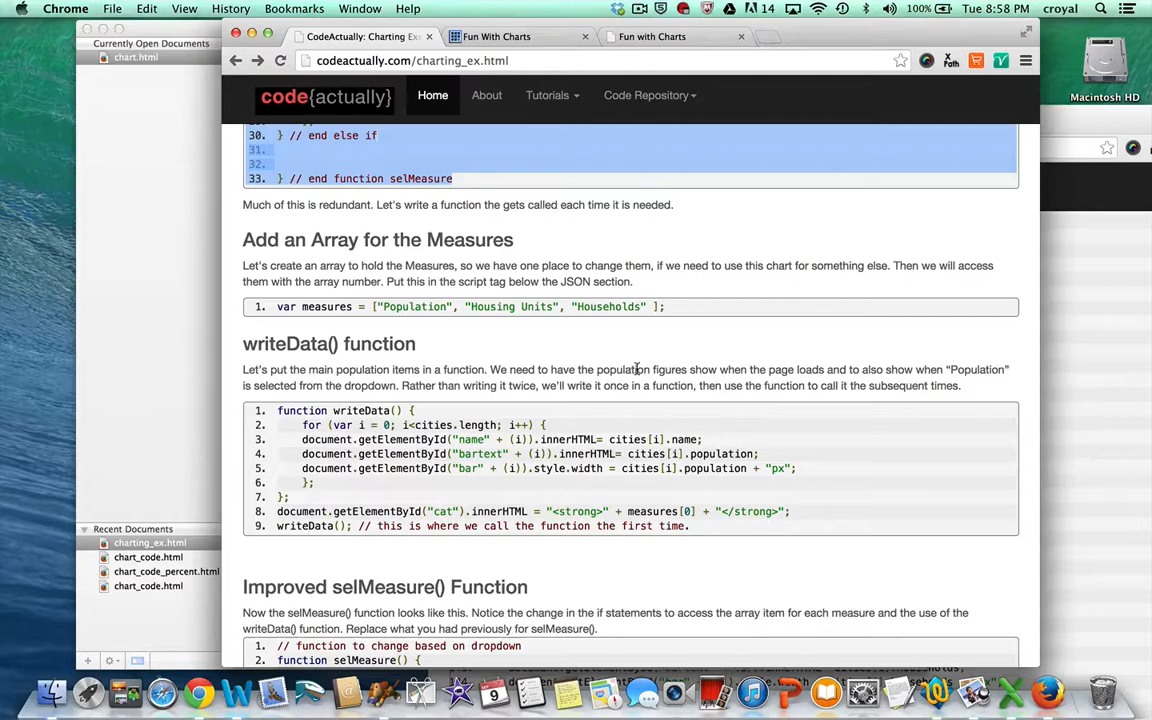 Chrome File Edit View History Bookmarks Window Help
14 100% Tue 8:58 PM croyal
Currently Open Documents
chart.html
CodeActually: Charting Ex
Fun With Charts
Fun with Charts
codeactually.com/charting_ex.html
X Path
Macintosh HD
code{actually}
Home
About
Tutorials
Code Repository
30. } // end else if
31.
32.
33. } // end function selMeasure
Much of this is redundant. Let's write a function the gets called each time it is needed.
Add an Array for the Measures
Let's create an array to hold the Measures, so we have one place to change them, if we need to use this chart for something else. Then we will access
them with the array number. Put this in the script tag below the JSON section.
1. var measures = ["Population", "Housing Units", "Households" ];
writeData() function
Let's put the main population items in a function. We need to have the population figures show when the page loads and to also show when “Population”
is selected from the dropdown. Rather than writing it twice, we'll write it once in a function, then use the function to call it the subsequent times.
1. function writeData() {
2. for (var i = 0; i<cities.length; i++) {
3. document.getElementById("name" + (i)).innerHTML= cities[i].name;
4. document.getElementById("bartext" + (i)).innerHTML= cities[i].population;
5. document.getElementById("bar" + (i)).style.width = cities[i].population + "px";
6. };
7. };
8. document.getElementById("cat").innerHTML = "<strong>" + measures[0] + "</strong>";
9. writeData(); // this is where we call the function the first time.
Recent Documents
charting_ex.html
chart_code.html
chart_code_percent.html
chart_code.html
Improved selMeasure() Function
Now the selMeasure() function looks like this. Notice the change in the if statements to access the array item for each measure and the use of the
writeData() function. Replace what you had previously for selMeasure().
1. // function to change based on dropdown
2. function selMeasure() {